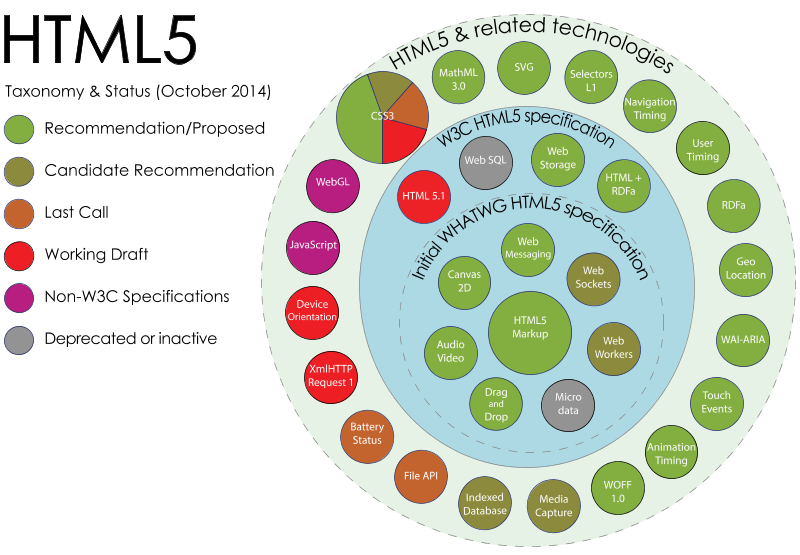 HTML5
Taxonomy & Status (October 2014)
Recommendation/Proposed
Candidate Recommendation
Last Call
Working Draft
Non-W3C Specifications
Deprecated or inactive
HTML5 & related technologies
CSS3
MathML
3.0
SVG
Selectors
L1
Navigation
Timing
User
Timing
RDFa
Geo
Location
WAI-ARIA
Touch
Events
Animation
Timing
WOFF
1.0
Media
Capture
Indexed
Database
File API
Battery
Status
XmlHTTP
Request 1
Device
Orientation
JavaScript
WebGL
W3C HTML5 specification
HTML 5.1
Web SQL
Web
Storage
HTML +
RDFa
Initial WHATWG HTML5 specification
Web
Messaging
Canvas
2D
Web
Sockets
HTML5
Markup
Audio
Video
Web
Workers
Drag
and
Drop
Micro
data